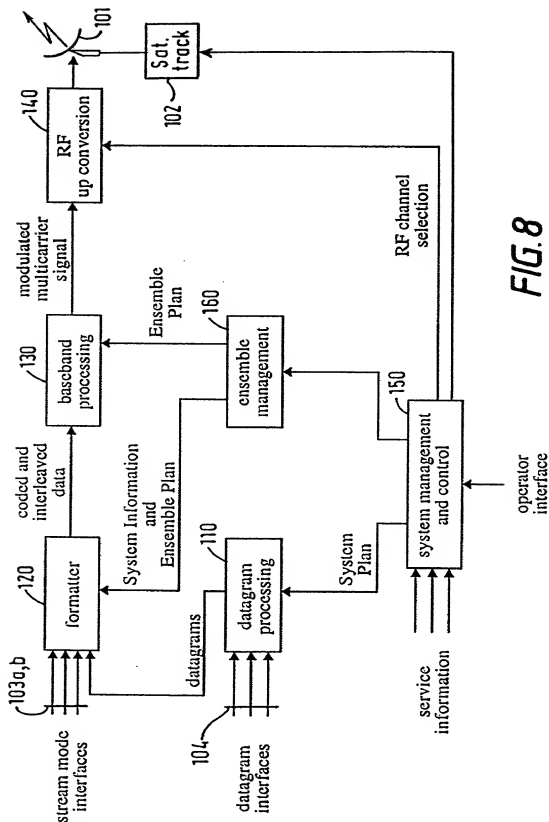 stream mode
interfaces
103a,b
120
formatter
coded and
interleaved
data
130
baseband
processing
modulated
multicarrier
signal
140
RF
up conversion
101
Sat.
track
102
System Information
and
Ensemble Plan
Ensemble
Plan
datagrams
datagram
interfaces
104
110
datagram
processing
160
ensemble
management
System
Plan
RF channel
selection
service
information
150
system management
and control
operator
interface
FIG. 8